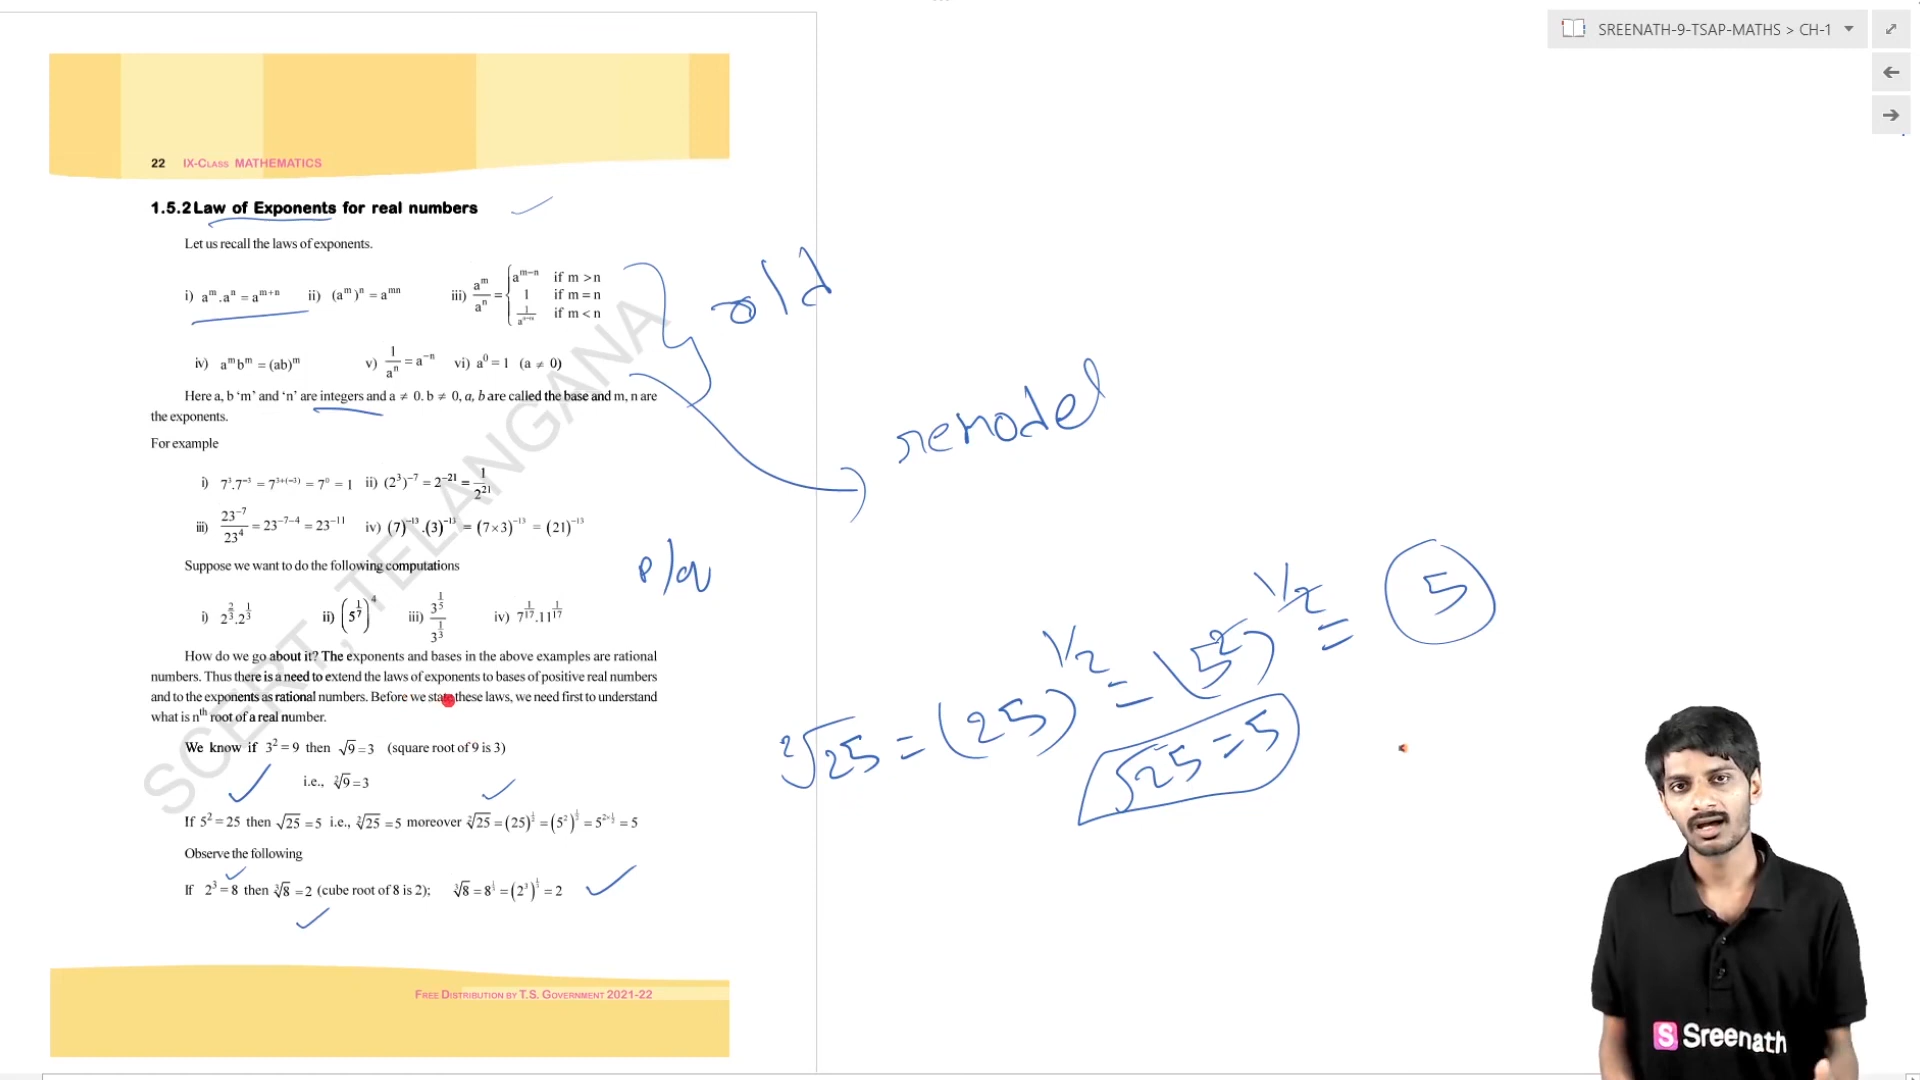 SREENATH-9-TSAP-MATHS > CH-1
22 IX-CLASS MATHEMATICS
1.5.2 Law of Exponents for real numbers
Let us recall the laws of exponents.
i) a^m . a^n = a^(m+n) ii) (a^m)^n = a^(mn) iii) a^m/a^n = { a^(m−n) if m > n
1 if m = n
1/a^(n−m) if m < n
old
iv) a^m b^m = (ab)^m v) 1/a^n = a^(−n) vi) a^0 = 1 (a ≠ 0)
Here a, b 'm' and 'n' are integers and a ≠ 0. b ≠ 0, a, b are called the base and m, n are
the exponents.
remodel
For example
i) 7^3 . 7^(−3) = 7^(3+(−3)) = 7^0 = 1 ii) (2^3)^(−7) = 2^(−21) = 1/2^21
iii) 23^(−7)/23^4 = 23^(−7−4) = 23^(−11) iv) (7)^(−13) . (3)^(−13) = (7×3)^(−13) = (21)^(−13)
Suppose we want to do the following computations
P/q
i) 2^(2/3) . 2^(1/3) ii) (5^(1/7))^4 iii) 3^(1/5)/3^(1/3) iv) 7^(1/17) . 11^(1/17)
How do we go about it? The exponents and bases in the above examples are rational
numbers. Thus there is a need to extend the laws of exponents to bases of positive real numbers
and to the exponents as rational numbers. Before we state these laws, we need first to understand
what is n^th root of a real number.
We know if 3^2 = 9 then √9 = 3 (square root of 9 is 3)
i.e., ²√9 = 3
If 5^2 = 25 then √25 = 5 i.e., ²√25 = 5 moreover ²√25 = (25)^(1/2) = (5^2)^(1/2) = 5^(2×1/2) = 5
Observe the following
If 2^3 = 8 then ³√8 = 2 (cube root of 8 is 2); ³√8 = 8^(1/3) = (2^3)^(1/3) = 2
²√25 = (25)^1/2 = (5^2)^1/2 = 5
√25 = 5
SCERT, TELANGANA
FREE DISTRIBUTION BY T.S. GOVERNMENT 2021-22
S Sreenath